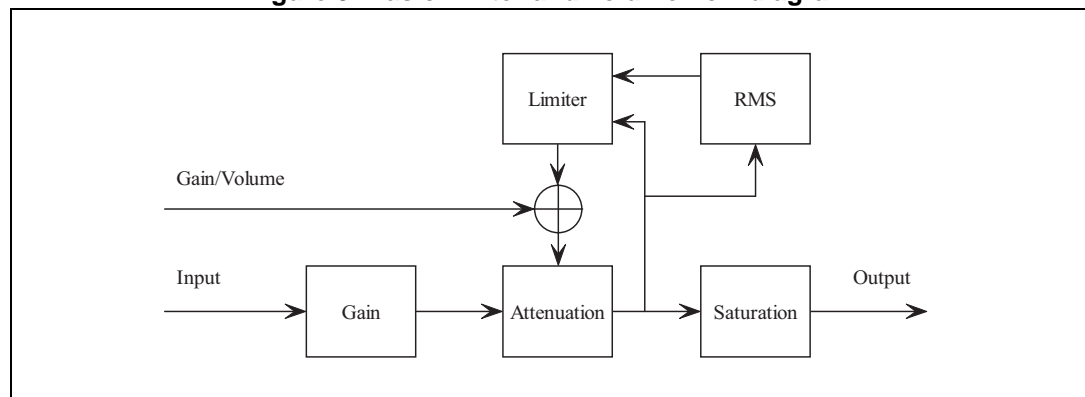 Limiter
RMS
Gain/Volume
Input
Output
Gain
Attenuation
Saturation